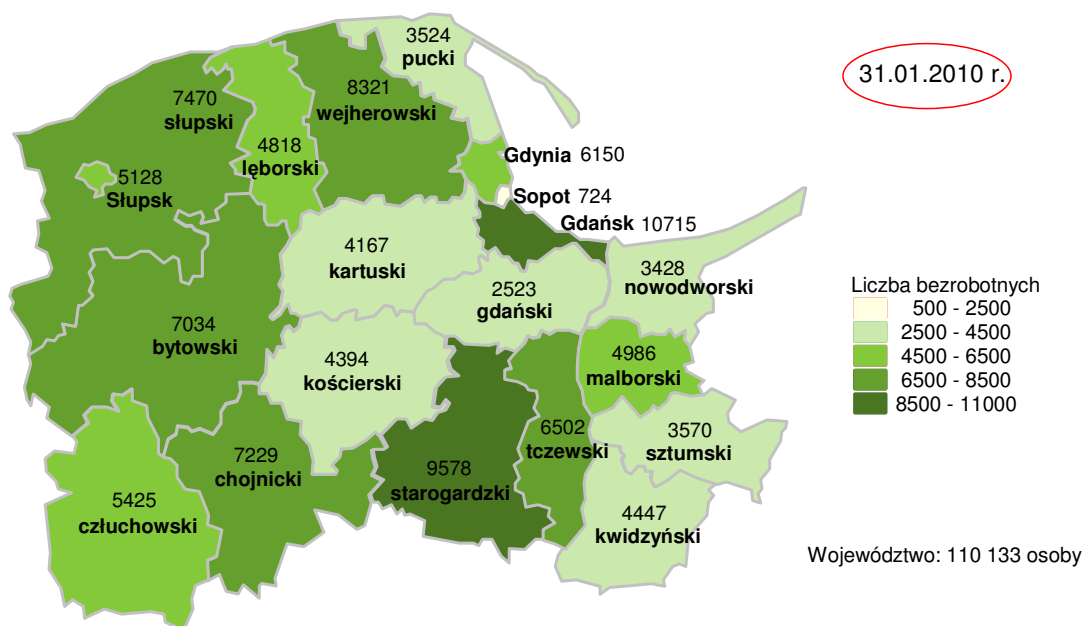 3524
pucki
31.01.2010 r.
8321
wejherowski
7470
słupski
4818
lęborski
Gdynia 6150
5128
Słupsk
Sopot 724
Gdańsk 10715
4167
kartuski
3428
nowodworski
2523
gdański
Liczba bezrobotnych
500 - 2500
2500 - 4500
4500 - 6500
6500 - 8500
8500 - 11000
7034
bytowski
4394
kościerski
4986
malborski
6502
tczewski
3570
sztumski
7229
chojnicki
9578
starogardzki
5425
człuchowski
4447
kwidzyński
Województwo: 110 133 osoby